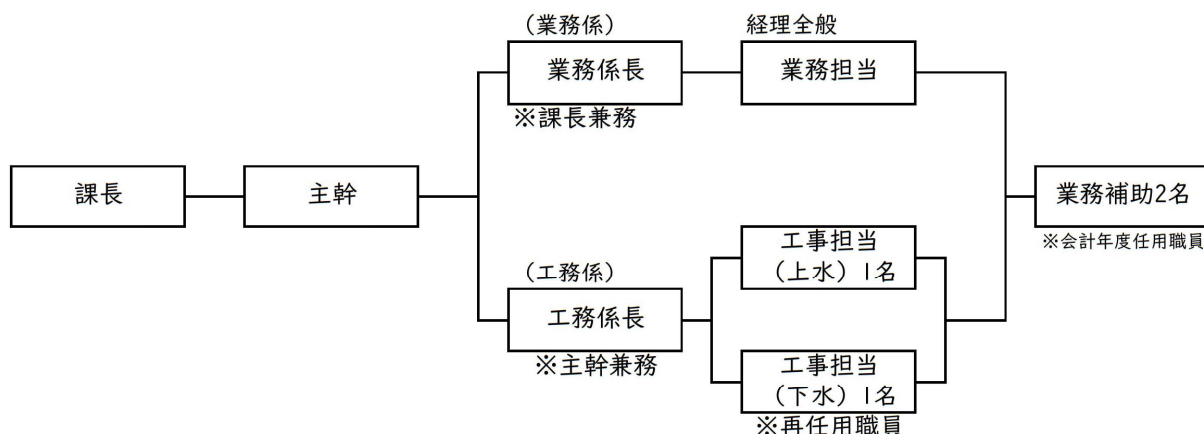 (業務係)
業務係長
※課長兼務
経理全般
業務担当
課長
主幹
(工務係)
工務係長
※主幹兼務
工事担当
(上水)1名
工事担当
(下水)1名
※再任用職員
業務補助2名
※会計年度任用職員